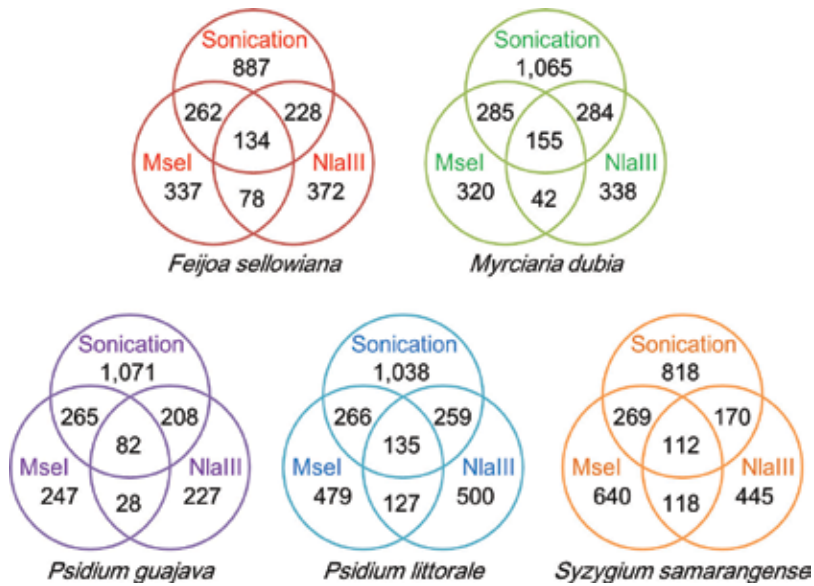 Sonication Sonication
887 1,065
262 228 285 284
134 155
MseI NlaIII MseI NlaIII
337 78 372 320 42 338
Feijoa sellowiana Myrciaria dubia
Sonication Sonication Sonication
1,071 1,038 818
265 208 266 259 269 170
82 135 112
MseI NlaIII MseI NlaIII MseI NlaIII
247 28 227 479 127 500 640 118 445
Psidium guajava Psidium littorale Syzygium samarangense